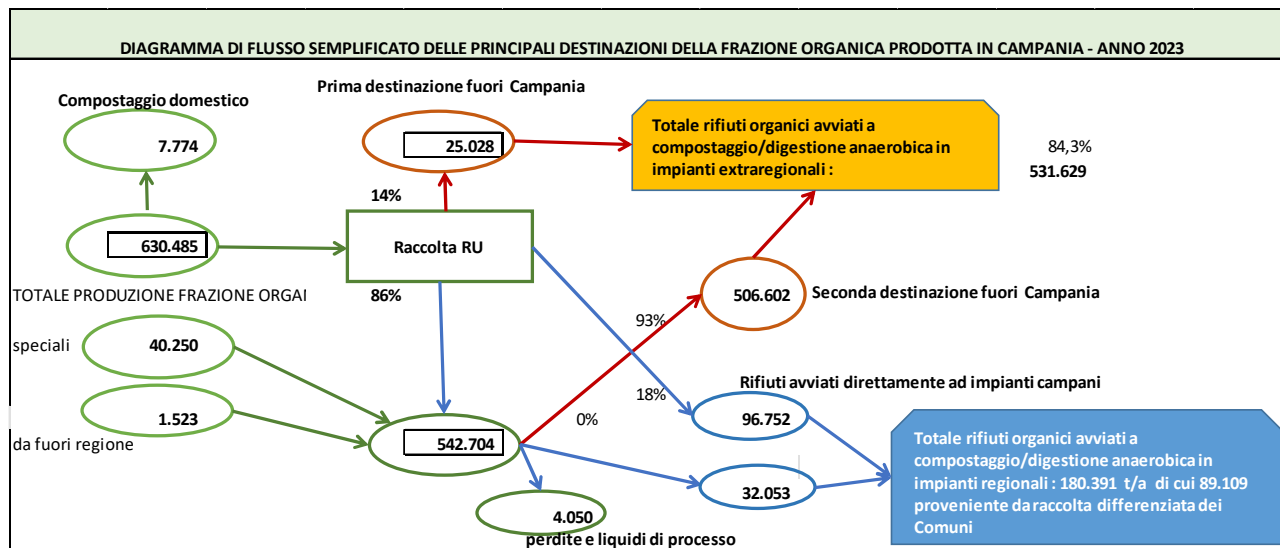 DIAGRAMMA DI FLUSSO SEMPLIFICATO DELLE PRINCIPALI DESTINAZIONI DELLA FRAZIONE ORGANICA PRODOTTA IN CAMPANIA - ANNO 2023
Prima destinazione fuori Campania
Compostaggio domestico
7.774
25.028
Totale rifiuti organici avviati a
compostaggio/digestione anaerobica in
impianti extraregionali :
84,3%
531.629
14%
630.485
Raccolta RU
TOTALE PRODUZIONE FRAZIONE ORGAI
86%
506.602
Seconda destinazione fuori Campania
93%
speciali
40.250
18%
Rifiuti avviati direttamente ad impianti campani
1.523
0%
96.752
da fuori regione
542.704
Totale rifiuti organici avviati a
compostaggio/digestione anaerobica in
impianti regionali : 180.391 t/a di cui 89.109
proveniente da raccolta differenziata dei
Comuni
32.053
4.050
perdite e liquidi di processo